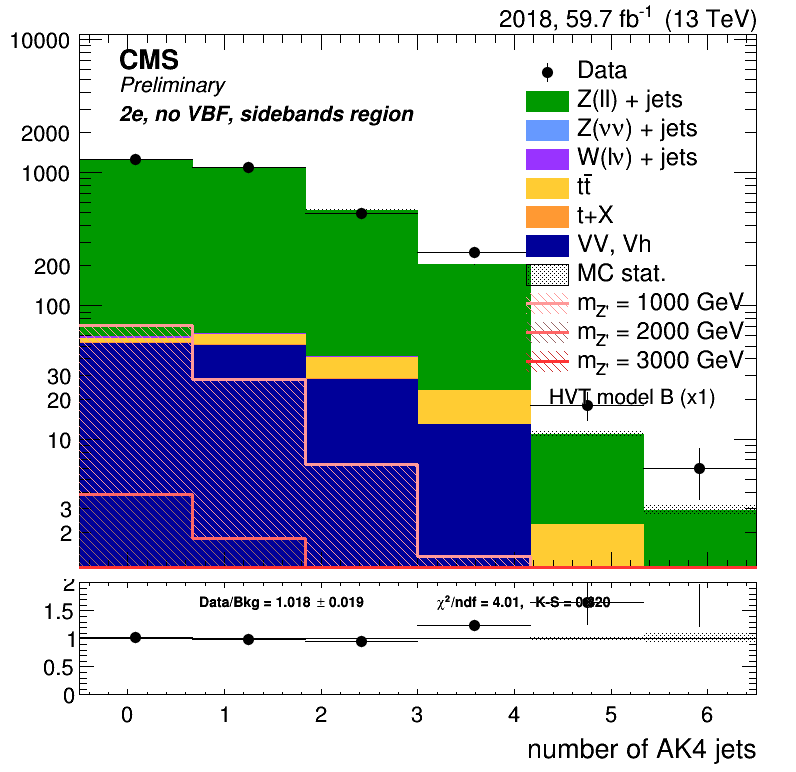 2018, 59.7 fb⁻¹ (13 TeV)
CMS
Preliminary
2e, no VBF, sidebands region
Data
Z(ll) + jets
Z(νν) + jets
W(lν) + jets
tt̄
t+X
VV, Vh
MC stat.
m_Z' = 1000 GeV
m_Z' = 2000 GeV
m_Z' = 3000 GeV
HVT model B (x1)
10000
2000
1000
200
100
30
20
10
3
2
Data/Bkg = 1.018 ± 0.019
χ²/ndf = 4.01, K-S =
2
1.5
1
0.5
0
0 1 2 3 4 5 6
number of AK4 jets